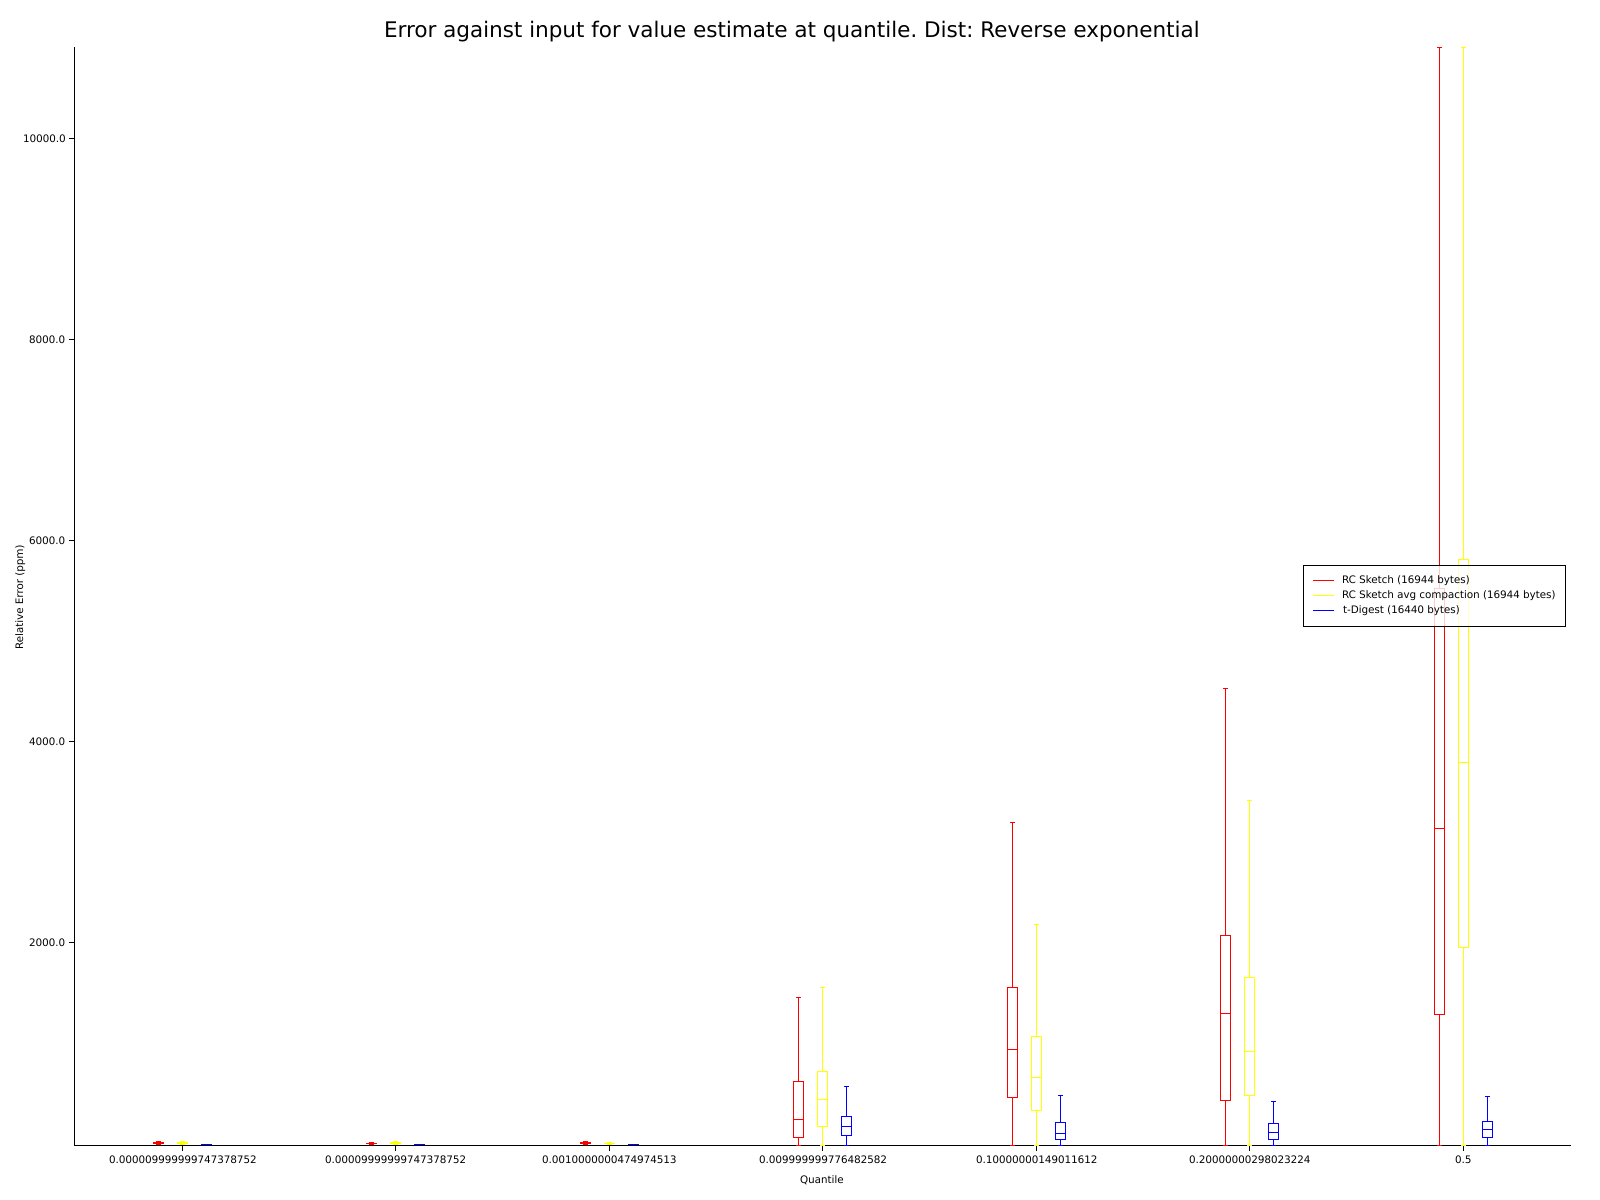 Error against input for value estimate at quantile. Dist: Reverse exponential
10000.0
8000.0
6000.0
4000.0
2000.0
Relative Error (ppm)
RC Sketch (16944 bytes)
RC Sketch avg compaction (16944 bytes)
t-Digest (16440 bytes)
0.000009999999747378752
0.00009999999747378752
0.001000000474974513
0.009999999776482582
0.10000000149011612
0.20000000298023224
0.5
Quantile